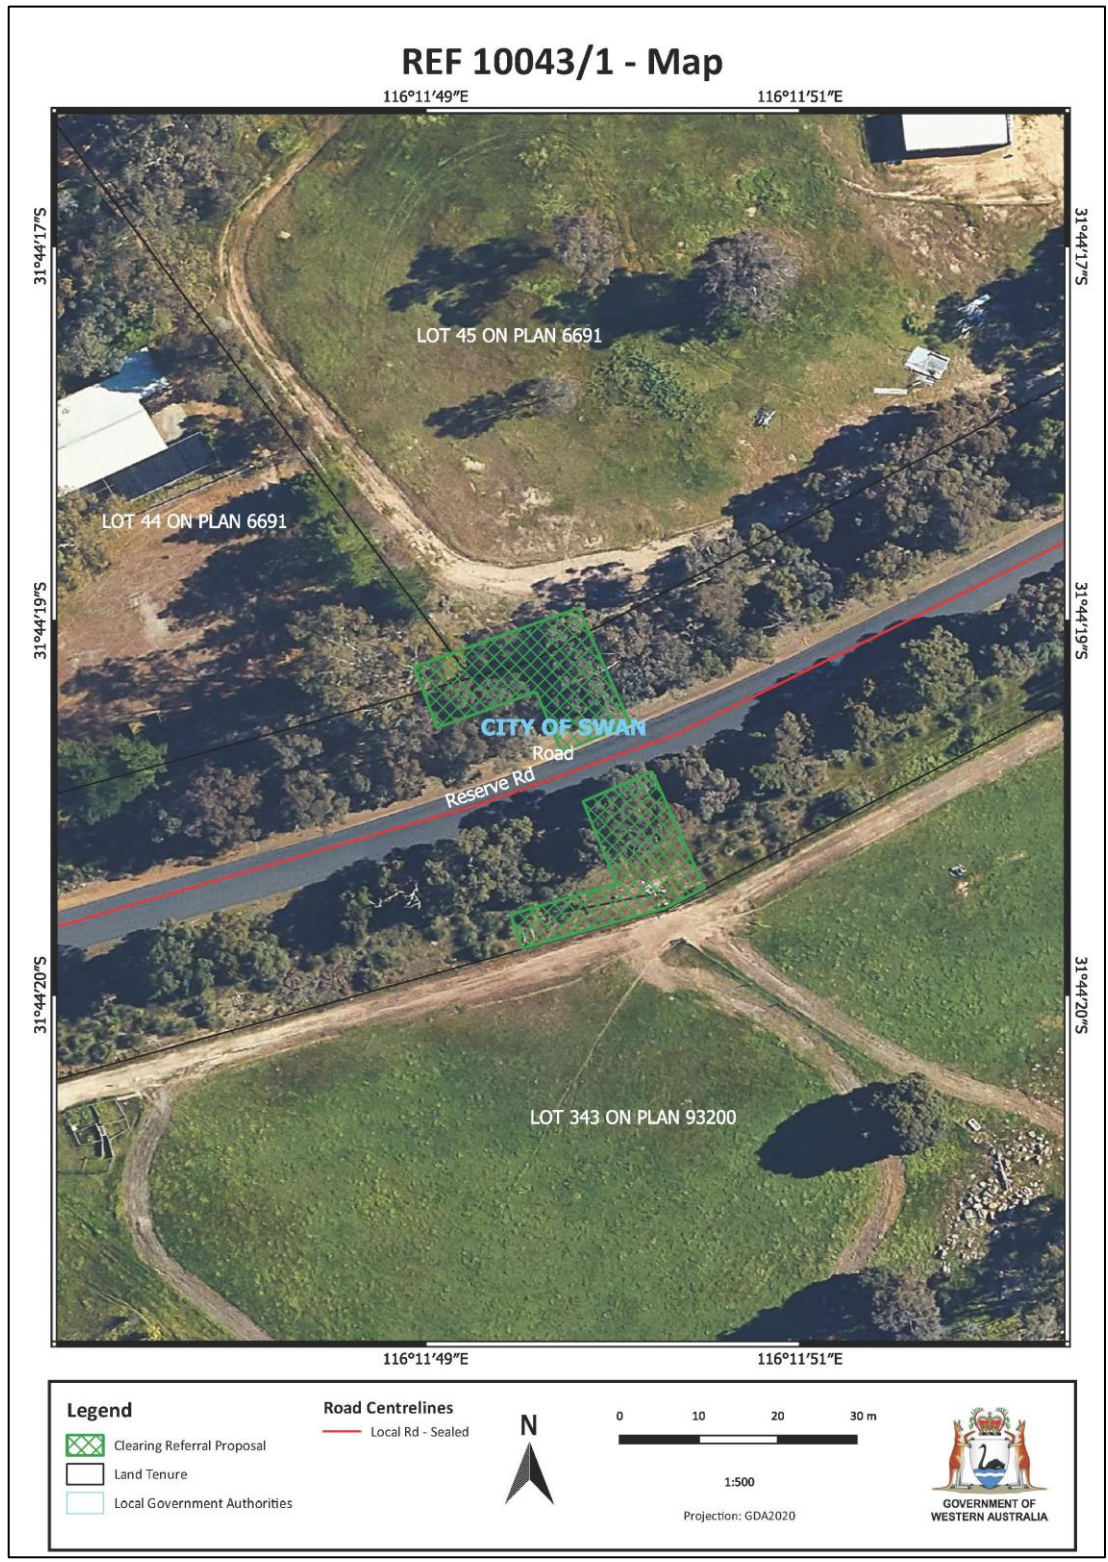 REF 10043/1 - Map
116°11'49"E
116°11'51"E
31°44'17"S
31°44'17"S
LOT 45 ON PLAN 6691
LOT 44 ON PLAN 6691
31°44'19"S
31°44'19"S
CITY OF SWAN
Road
Reserve Rd
31°44'20"S
31°44'20"S
LOT 343 ON PLAN 93200
116°11'49"E
116°11'51"E
Legend
Clearing Referral Proposal
Land Tenure
Local Government Authorities
Road Centrelines
Local Rd - Sealed
N
0 10 20 30 m
1:500
Projection: GDA2020
GOVERNMENT OF
WESTERN AUSTRALIA